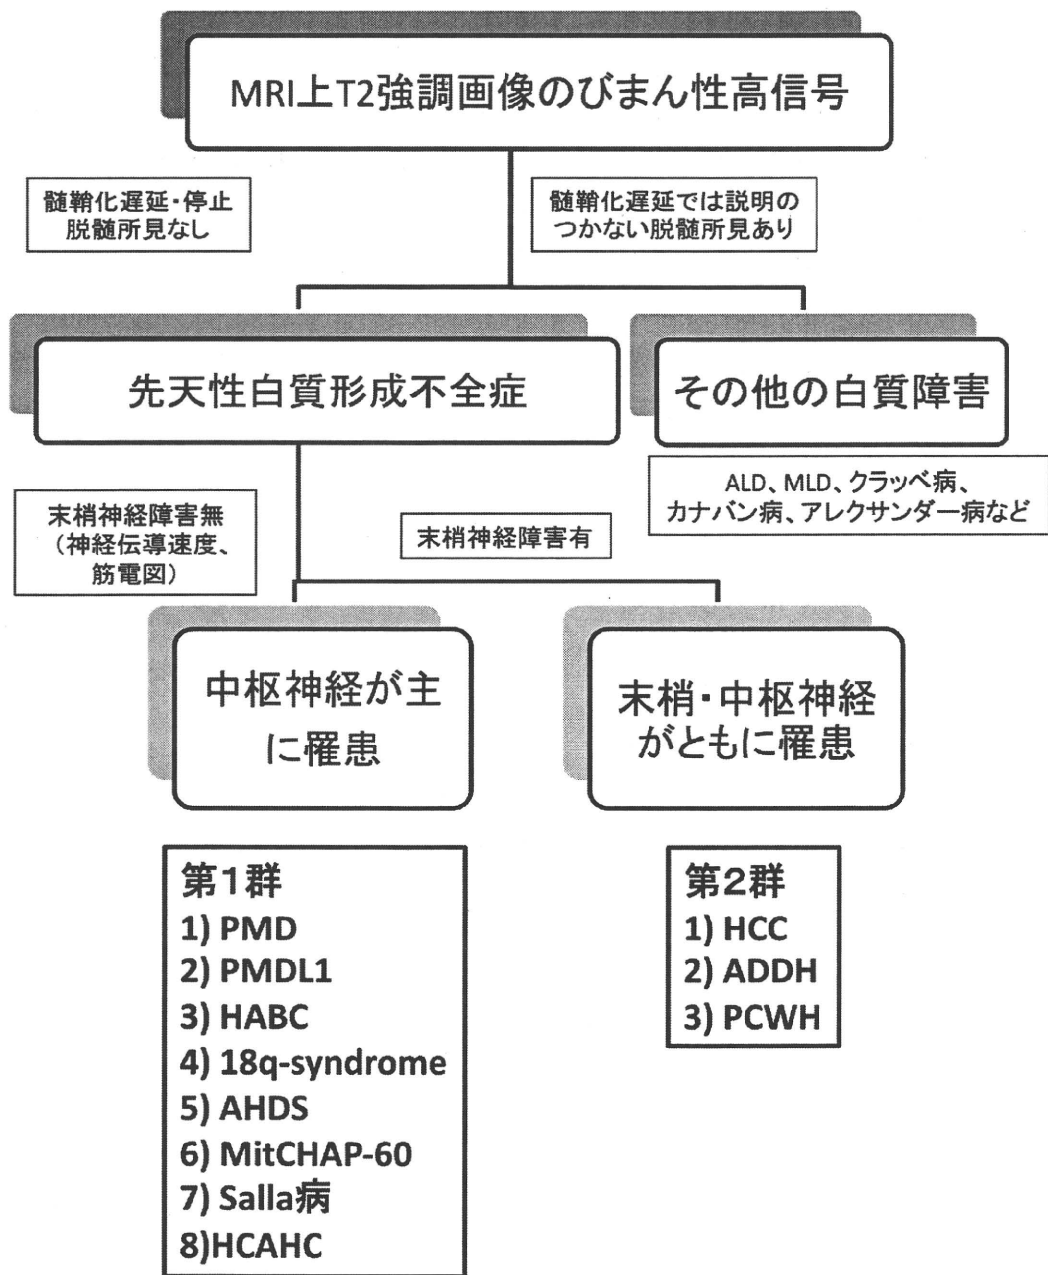 MRI上T2強調画像のびまん性高信号
髄鞘化遅延・停止
脱髄所見なし
髄鞘化遅延では説明の
つかない脱髄所見あり
先天性白質形成不全症
その他の白質障害
ALD、MLD、クラッベ病、
カナバン病、アレクサンダー病など
末梢神経障害無
（神経伝導速度、
筋電図）
末梢神経障害有
中枢神経が主
に罹患
末梢・中枢神経
がともに罹患
第１群
1) PMD
2) PMDL1
3) HABC
4) 18q-syndrome
5) AHDS
6) MitCHAP-60
7) Salla病
8)HCAHC
第２群
1) HCC
2) ADDH
3) PCWH